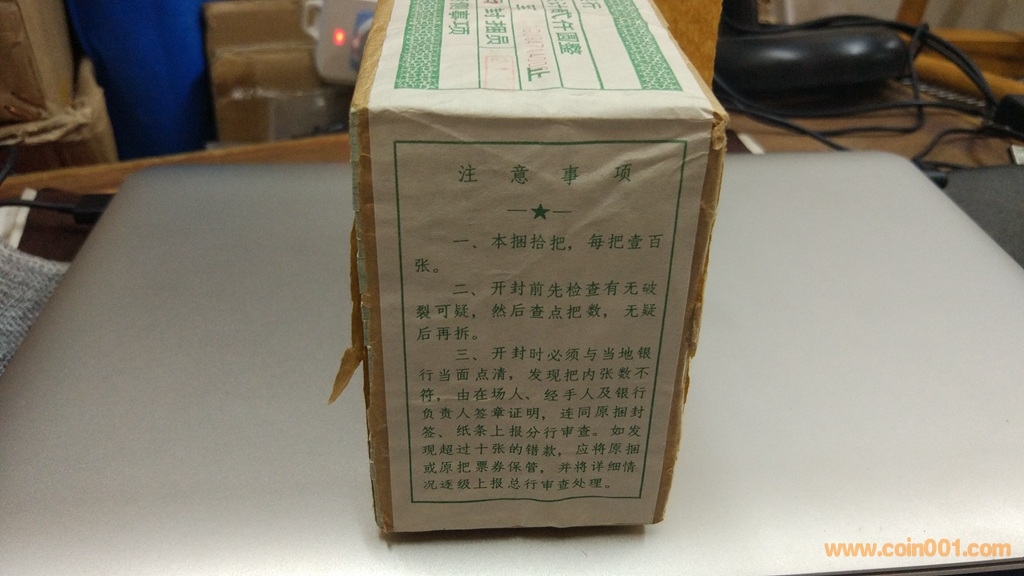 封捆员
注意事项
一、本捆拾把，每把壹百
张。
二、开封前先检查有无破
裂可疑，然后查点把数，无疑
后再拆。
三、开封时必须与当地银
行当面点清，发现把内张数不
符，由在场人、经手人及银行
负责人签章证明，连同原捆封
签、纸条上报分行审查。如发
现超过十张的错款，应将原捆
或原把票券保管，并将详细情
况逐级上报总行审查处理。
www.coin001.com